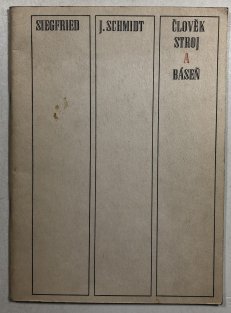 SIEGFRIED
J. SCHMIDT
ČLOVĚK
STROJ
A
BÁSEŇ